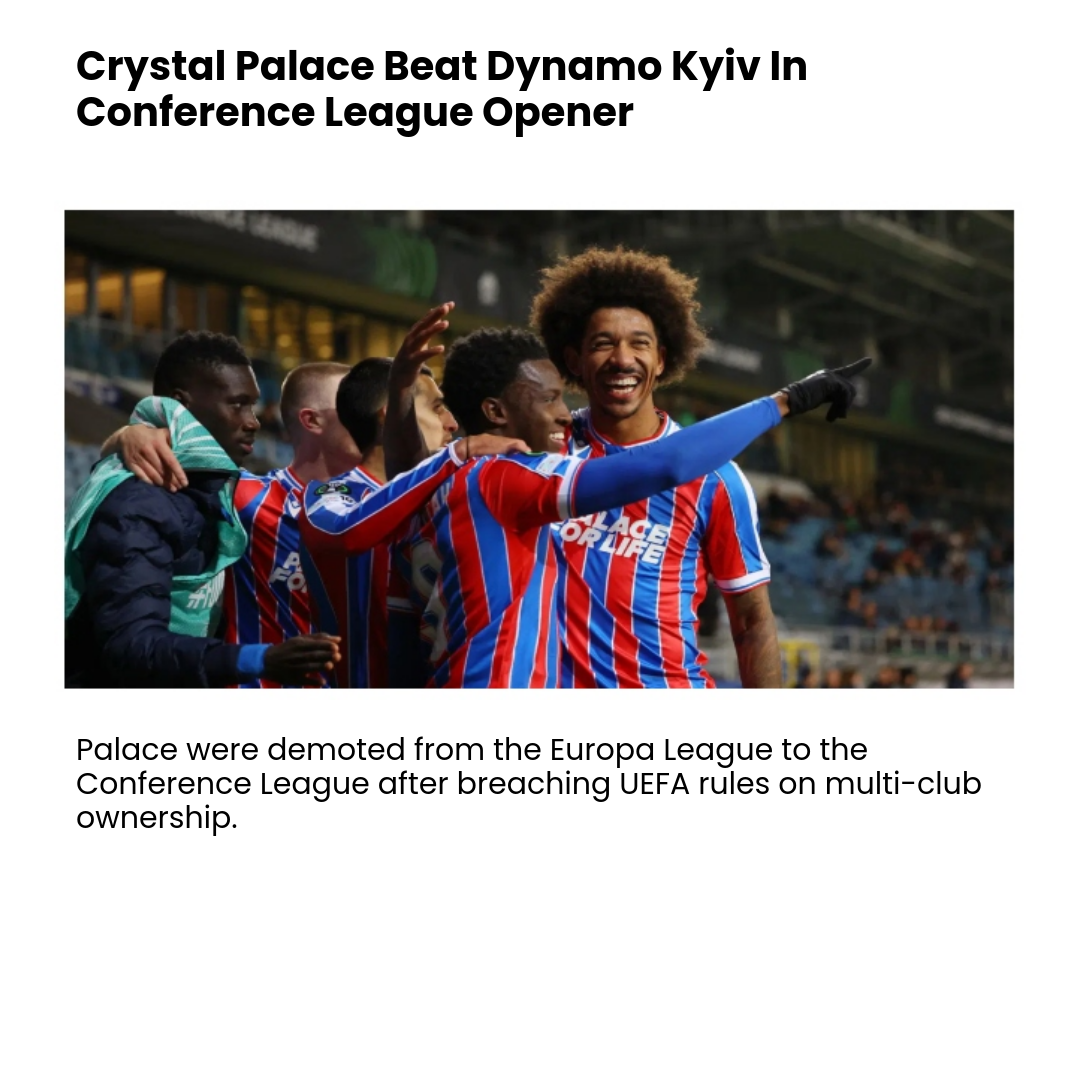 Crystal Palace Beat Dynamo Kyiv In
Conference League Opener
LEAGUE
PALACE
FOR LIFE
Palace were demoted from the Europa League to the
Conference League after breaching UEFA rules on multi-club
ownership.